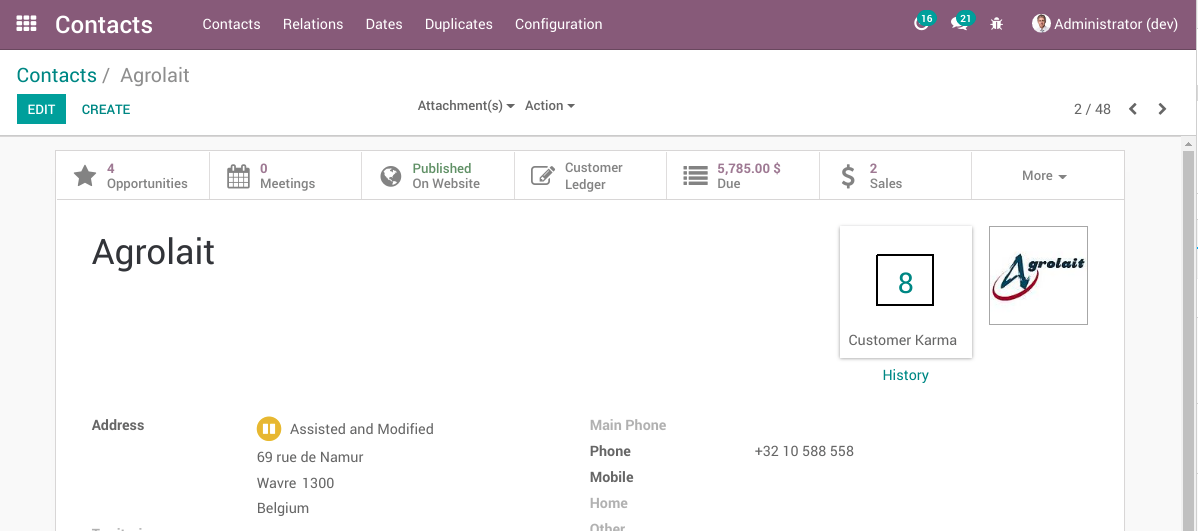 Contacts Contacts Relations Dates Duplicates Configuration 16 21 Administrator (dev)
Contacts / Agrolait
EDIT CREATE Attachment(s) Action 2 / 48
4 Opportunities
0 Meetings
Published On Website
Customer Ledger
5,785.00 $ Due
2 Sales
More
Agrolait
8
Customer Karma
History
Agrolait
Address
Assisted and Modified
69 rue de Namur
Wavre 1300
Belgium
Main Phone
Phone +32 10 588 558
Mobile
Home
Other